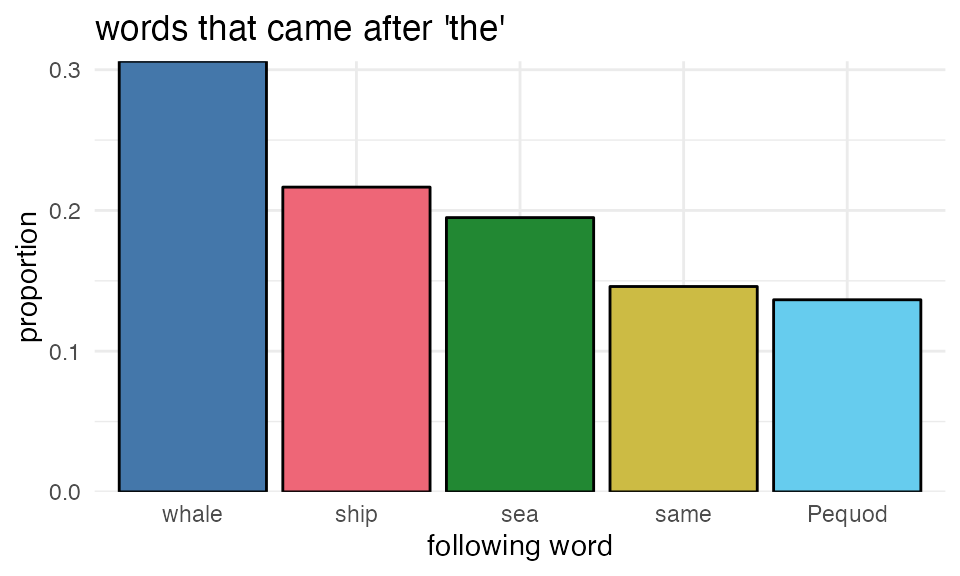 words that came after 'the'
proportion
0.3
0.2
0.1
0.0
whale ship sea same Pequod
following word